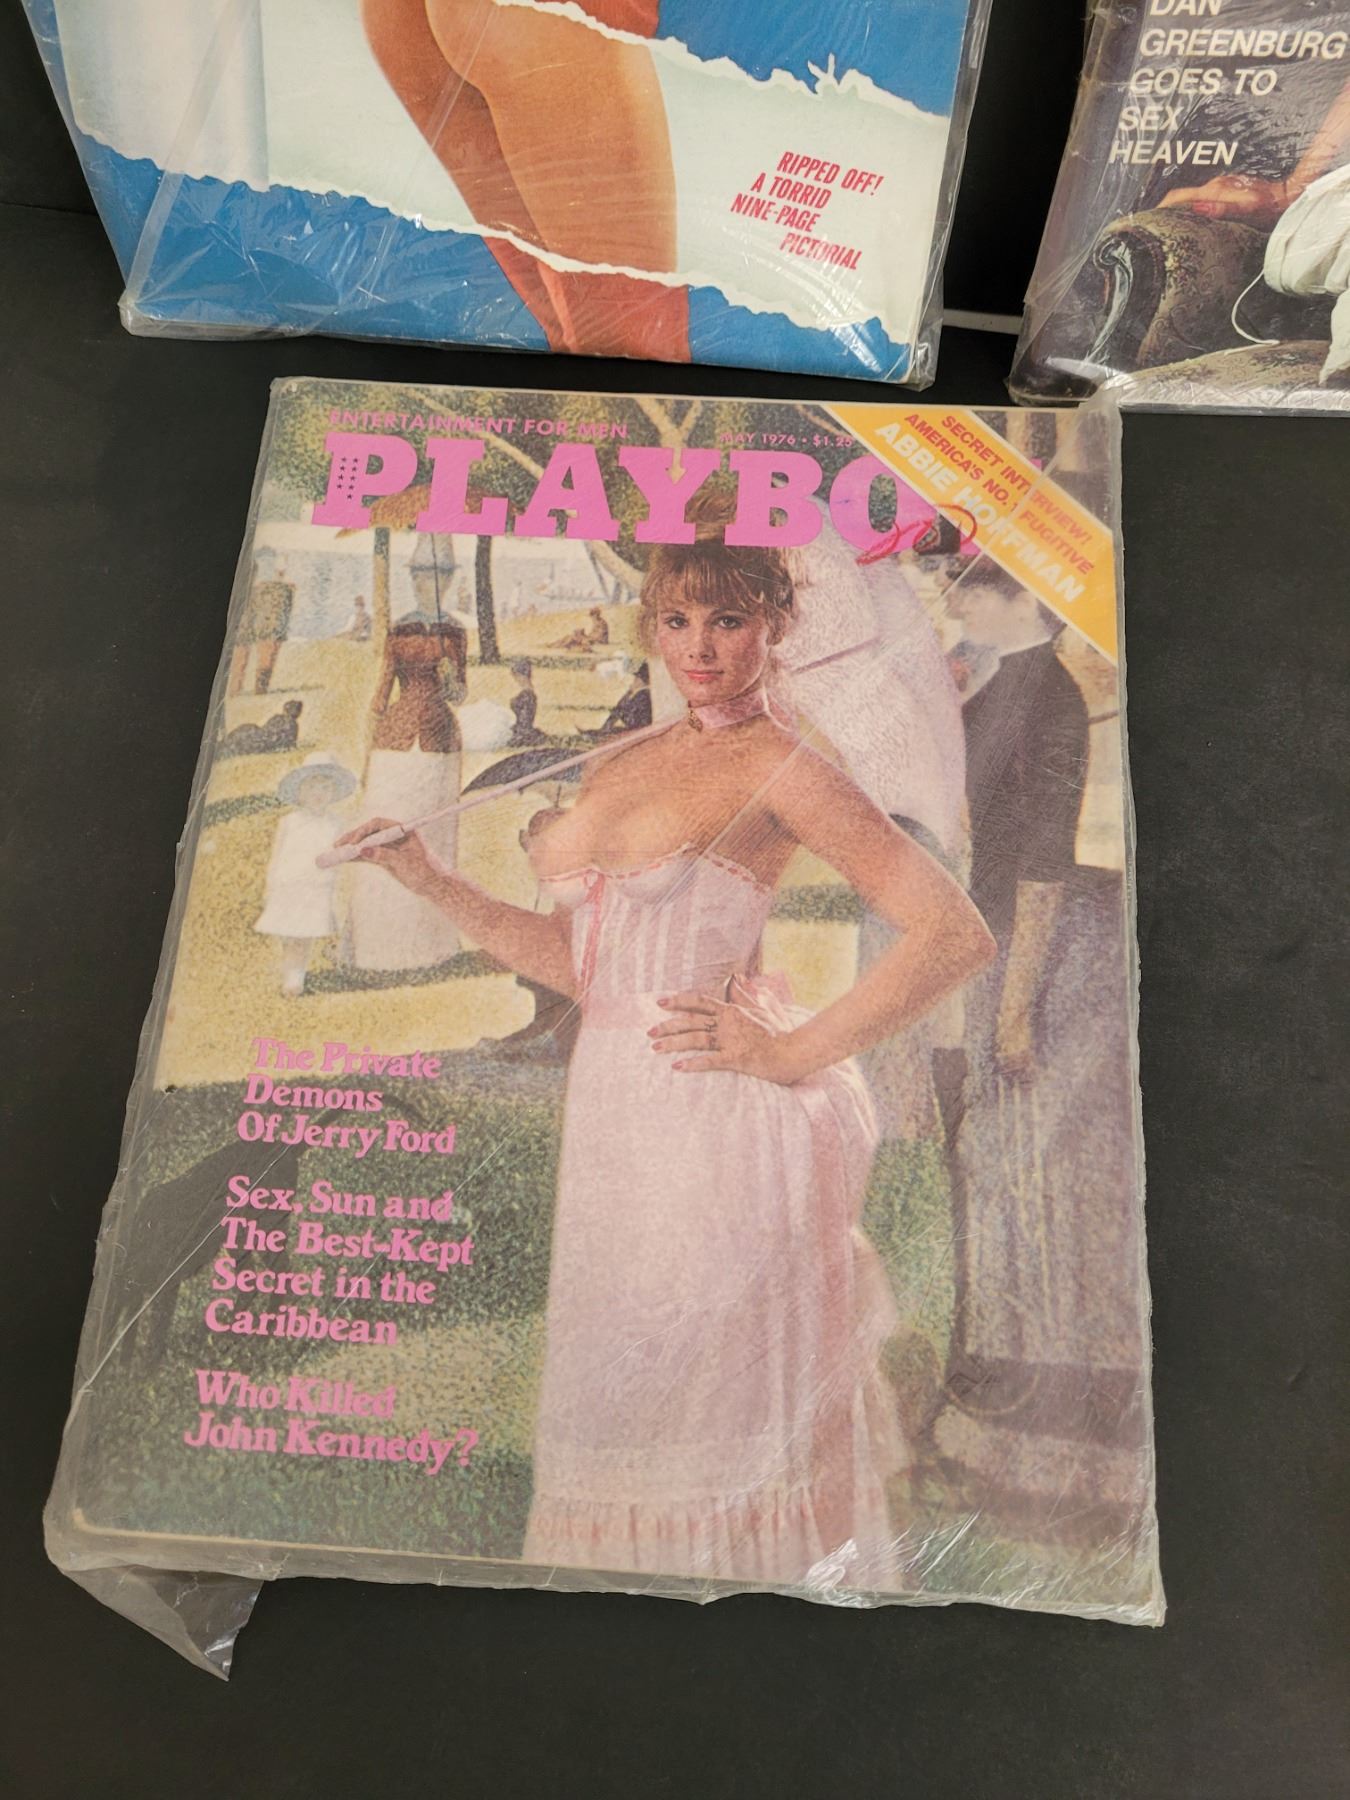 RIPPED OFF!
A TORRID
NINE-PAGE
PICTORIAL
DAN
GREENBURG
GOES TO
SEX
HEAVEN
ENTERTAINMENT FOR MEN
MAY 1976 • $1.25
PLAYBOY
SECRET INTERVIEW!
AMERICA'S NO. 1 FUGITIVE
ABBIE HOFFMAN
The Private
Demons
Of Jerry Ford
Sex, Sun and
The Best-Kept
Secret in the
Caribbean
Who Killed
John Kennedy?